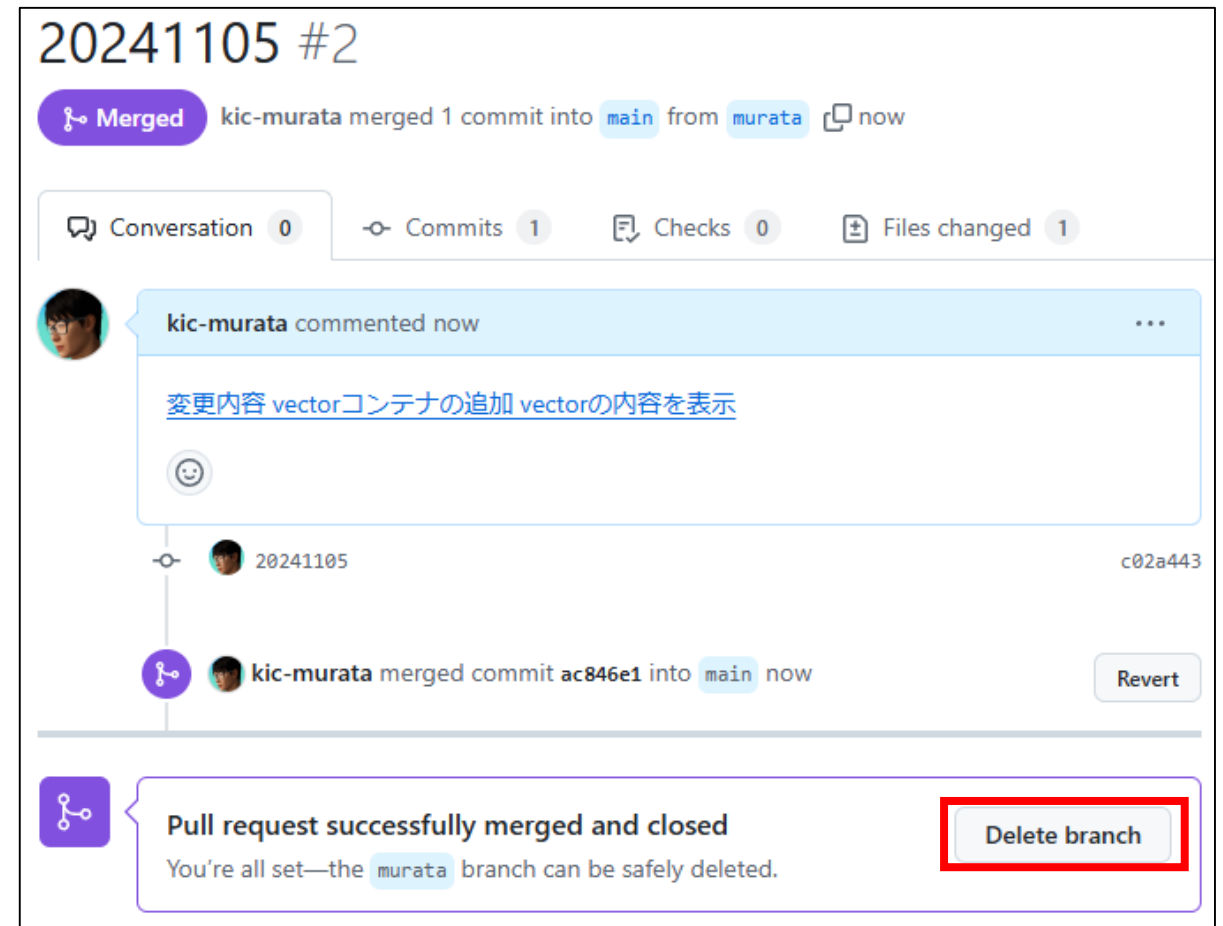 20241105 #2
Merged kic-murata merged 1 commit into main from murata now
Conversation 0 Commits 1 Checks 0 Files changed 1
kic-murata commented now ...
変更内容 vectorコンテナの追加 vectorの内容を表示
20241105 c02a443
kic-murata merged commit ac846e1 into main now Revert
Pull request successfully merged and closed
Delete branch
You're all set—the murata branch can be safely deleted.